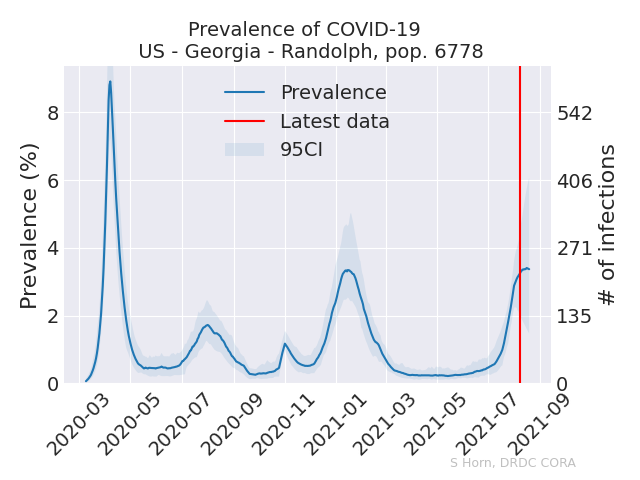 Prevalence of COVID-19
US - Georgia - Randolph, pop. 6778
Prevalence
Latest data
95CI
Prevalence (%)
8
6
4
2
0
542
406
271
135
0
# of infections
2020-03
2020-05
2020-07
2020-09
2020-11
2021-01
2021-03
2021-05
2021-07
2021-09
S Horn, DRDC CORA